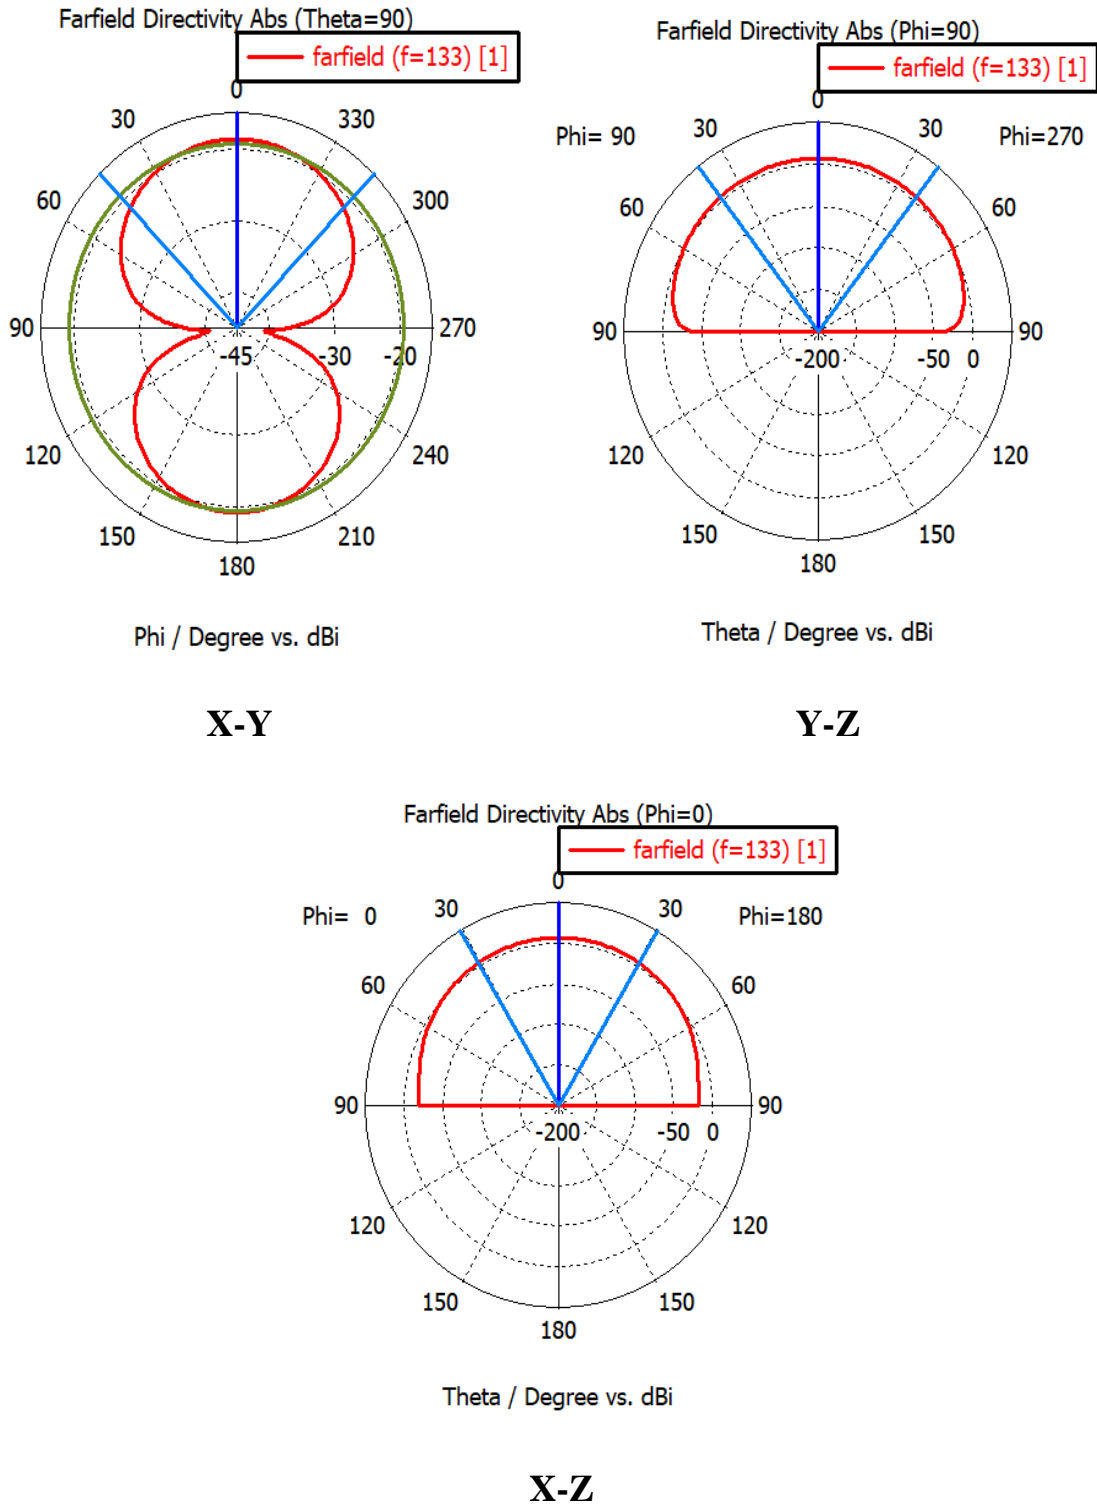 Farfield Directivity Abs (Theta=90)
farfield (f=133) [1]
0
30
330
60
300
90
270
-45
-30
-20
120
240
150
210
180
Phi / Degree vs. dBi
X-Y
Farfield Directivity Abs (Phi=90)
farfield (f=133) [1]
0
Phi= 90
30
30
Phi=270
60
60
90
90
-200
-50
0
120
120
150
150
180
Theta / Degree vs. dBi
Y-Z
Farfield Directivity Abs (Phi=0)
farfield (f=133) [1]
0
Phi= 0
30
30
Phi=180
60
60
90
90
-200
-50
0
120
120
150
150
180
Theta / Degree vs. dBi
X-Z